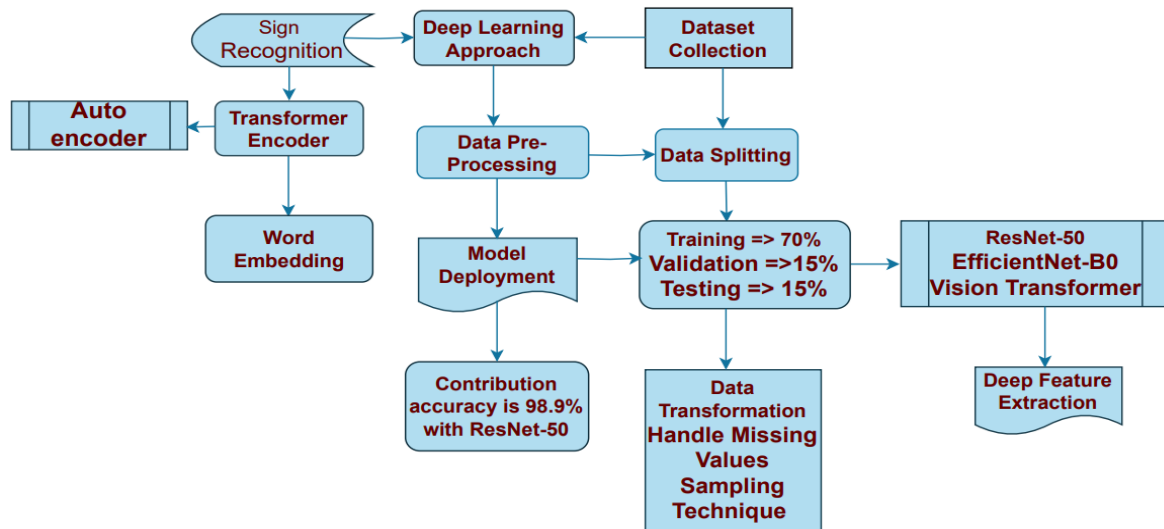 Sign
Recognition
Deep Learning
Approach
Dataset
Collection
Auto
encoder
Transformer
Encoder
Data Pre-
Processing
Data Splitting
Word
Embedding
Model
Deployment
Training => 70%
Validation =>15%
Testing => 15%
ResNet-50
EfficientNet-B0
Vision Transformer
Contribution
accuracy is 98.9%
with ResNet-50
Data
Transformation
Handle Missing
Values
Sampling
Technique
Deep Feature
Extraction